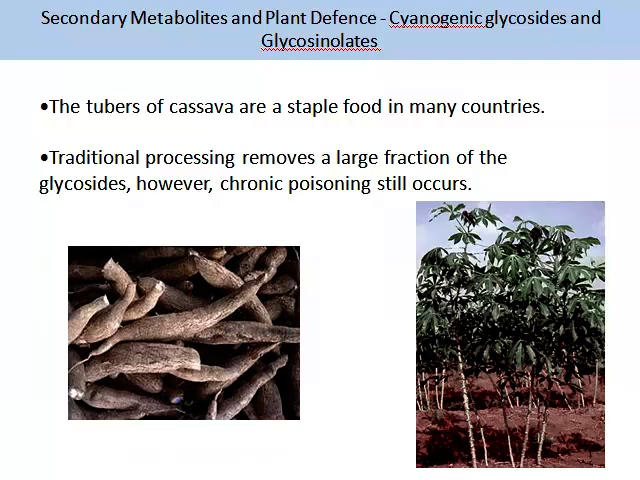 Secondary Metabolites and Plant Defence - Cyanogenic glycosides and
Glycosinolates
•The tubers of cassava are a staple food in many countries.
•Traditional processing removes a large fraction of the
glycosides, however, chronic poisoning still occurs.